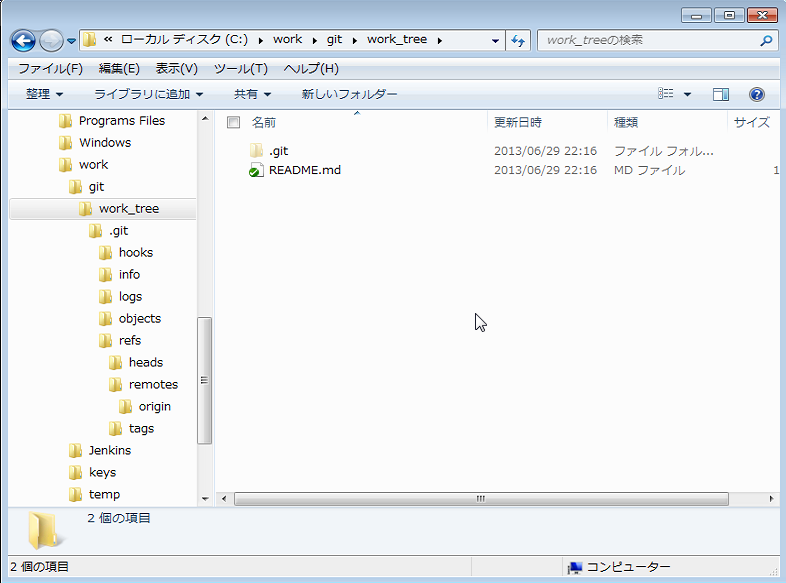 « ローカル ディスク (C:) ▸ work ▸ git ▸ work_tree ▸
work_treeの検索
ファイル(F) 編集(E) 表示(V) ツール(T) ヘルプ(H)
整理 ライブラリに追加 共有 新しいフォルダー
Programs Files
Windows
work
git
work_tree
.git
hooks
info
logs
objects
refs
heads
remotes
origin
tags
Jenkins
keys
temp
名前 更新日時 種類 サイズ
.git 2013/06/29 22:16 ファイル フォル...
README.md 2013/06/29 22:16 MD ファイル 1
2 個の項目
2 個の項目 コンピューター